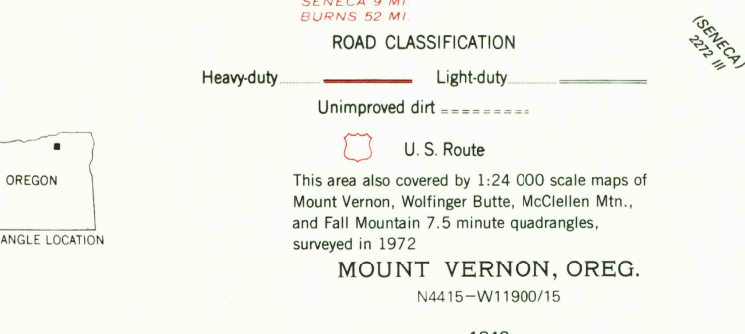 SENECA 9 MI.
BURNS 52 MI.
ROAD CLASSIFICATION
Heavy-duty Light-duty
Unimproved dirt
U. S. Route
This area also covered by 1:24 000 scale maps of
Mount Vernon, Wolfinger Butte, McClellen Mtn.,
and Fall Mountain 7.5 minute quadrangles,
surveyed in 1972
MOUNT VERNON, OREG.
N4415–W11900/15
(SENECA)
2272 III
OREGON
ANGLE LOCATION